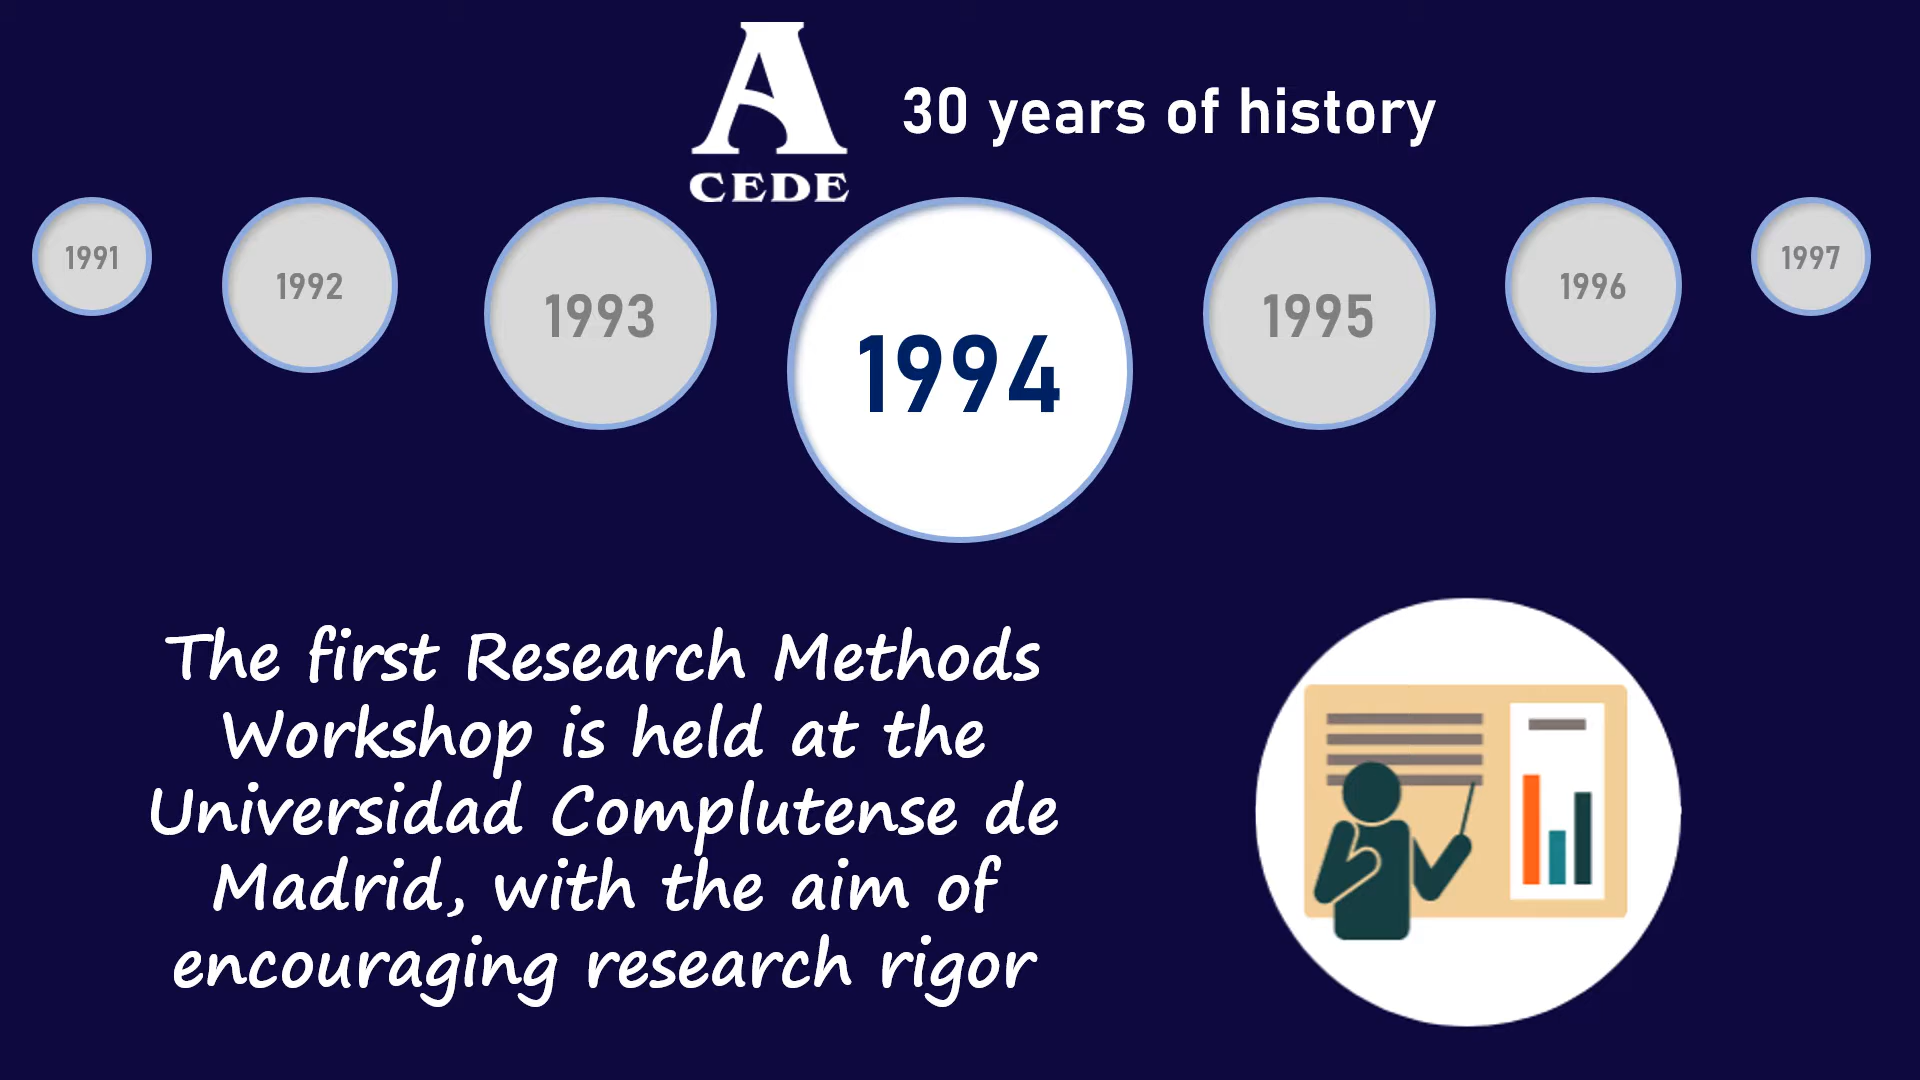 A
CEDE
30 years of history
1991
1992
1993
1994
1995
1996
1997
The first Research Methods
Workshop is held at the
Universidad Complutense de
Madrid, with the aim of
encouraging research rigor